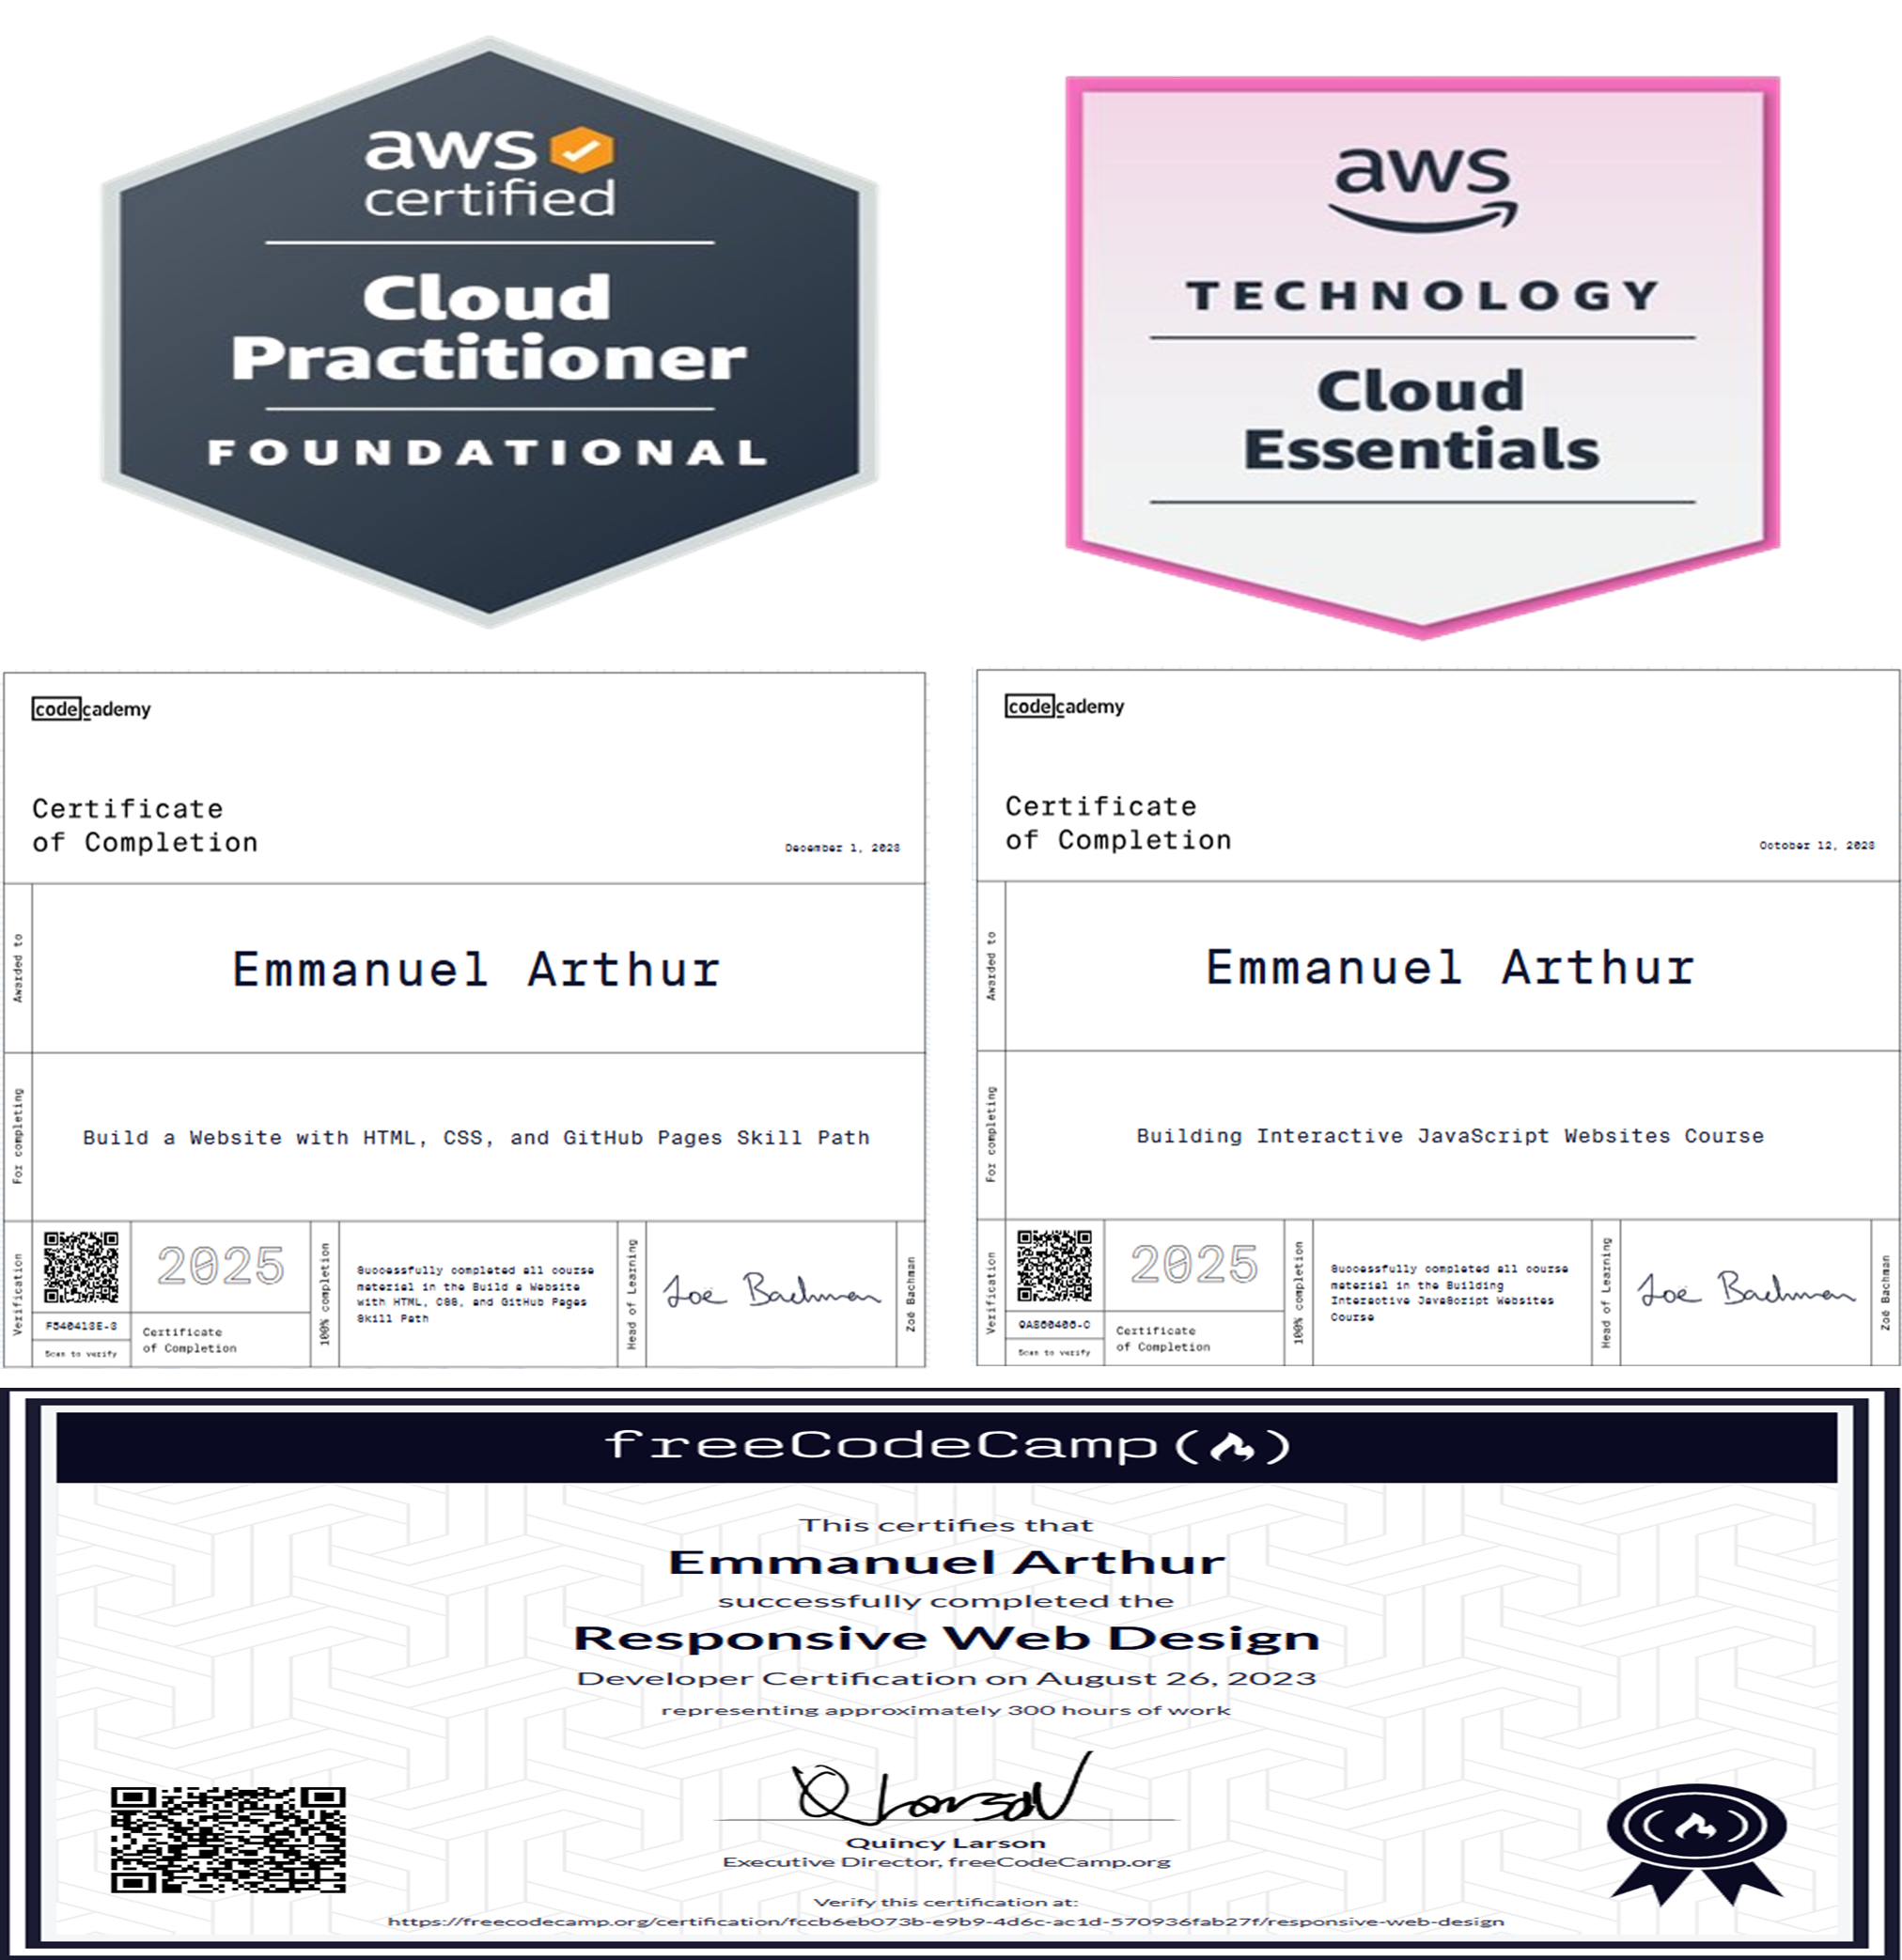 aws
certified
Cloud
Practitioner
FOUNDATIONAL
aws
TECHNOLOGY
Cloud
Essentials
codecademy
Certificate
of Completion
December 1, 2023
Awarded to
Emmanuel Arthur
For completing
Build a Website with HTML, CSS, and GitHub Pages Skill Path
Verification
Scan to verify
2025
Certificate
of Completion
100% completion
Successfully completed all course
material in the Build a Website
with HTML, CSS, and GitHub Pages
Skill Path
Head of Learning
Zoë Bachman
Zoë Bachman
codecademy
Certificate
of Completion
October 12, 2023
Awarded to
Emmanuel Arthur
For completing
Building Interactive JavaScript Websites Course
Verification
Scan to verify
2025
Certificate
of Completion
100% completion
Successfully completed all course
material in the Building
Interactive JavaScript Websites
Course
Head of Learning
Zoë Bachman
Zoë Bachman
freeCodeCamp(🔥)
This certifies that
Emmanuel Arthur
successfully completed the
Responsive Web Design
Developer Certification on August 26, 2023
representing approximately 300 hours of work
Q Larson
Quincy Larson
Executive Director, freeCodeCamp.org
Verify this certification at:
https://freecodecamp.org/certification/fccb6eb073b-e9b9-4d6c-ac1d-570936fab27f/responsive-web-design